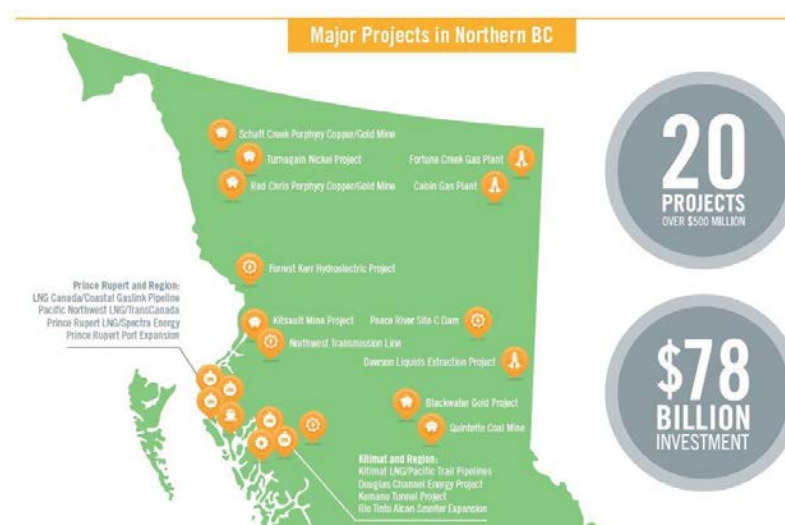 Major Projects in Northern BC
Schaft Creek Porphyry Copper/Gold Mine
Turnagain Nickel Project
Red Chris Porphyry Copper/Gold Mine
Fortune Creek Gas Plant
Cabin Gas Plant
20
PROJECTS
OVER $500 MILLION
Forrest Kerr Hydroelectric Project
Prince Rupert and Region:
LNG Canada/Coastal Gaslink Pipeline
Pacific Northwest LNG/TransCanada
Prince Rupert LNG/Spectra Energy
Prince Rupert Port Expansion
Kitsault Mine Project
Peace River Site C Dam
Northwest Transmission Line
Dawson Liquids Extraction Project
Blackwater Gold Project
Quintette Coal Mine
$78
BILLION
INVESTMENT
Kitimat and Region:
Kitimat LNG/Pacific Trail Pipelines
Douglas Channel Energy Project
Kemano Tunnel Project
Rio Tinto Alcan Smelter Expansion